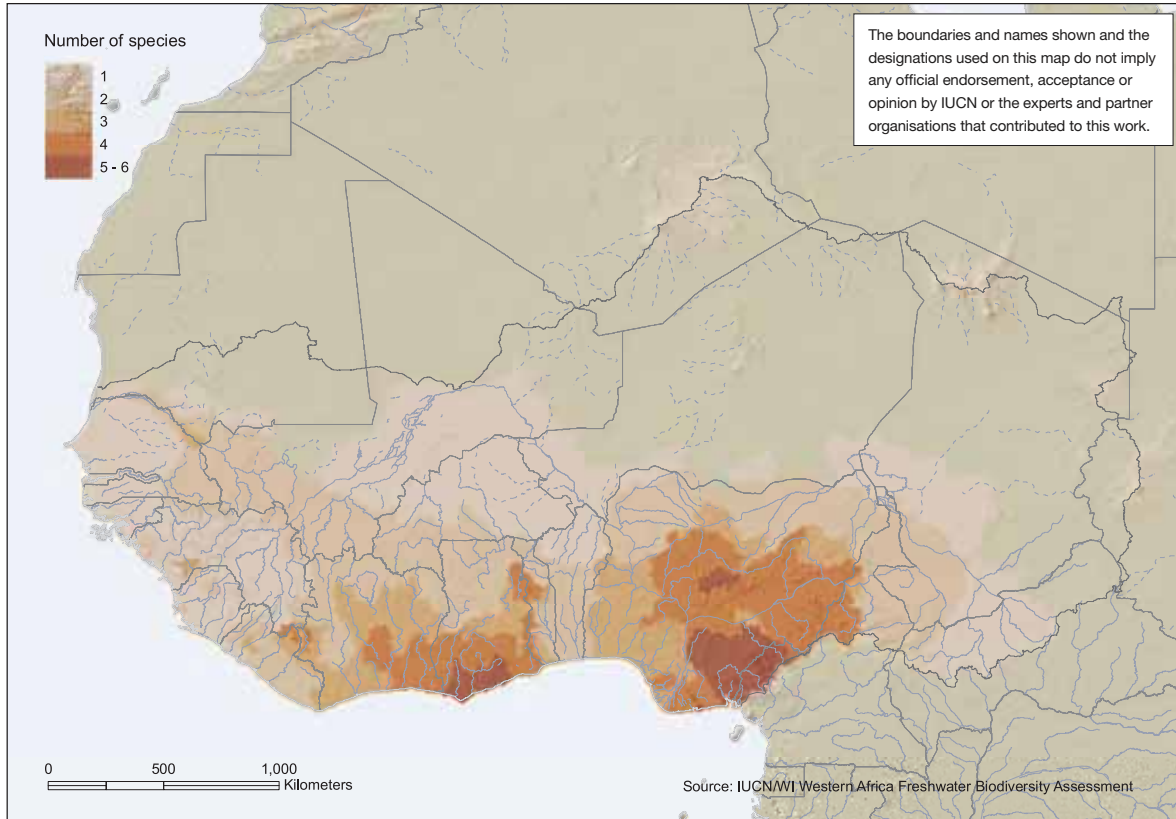 Number of species
1
2
3
4
5 - 6
The boundaries and names shown and the
designations used on this map do not imply
any official endorsement, acceptance or
opinion by IUCN or the experts and partner
organisations that contributed to this work.
0 500 1,000
Kilometers
Source: IUCN/WI Western Africa Freshwater Biodiversity Assessment